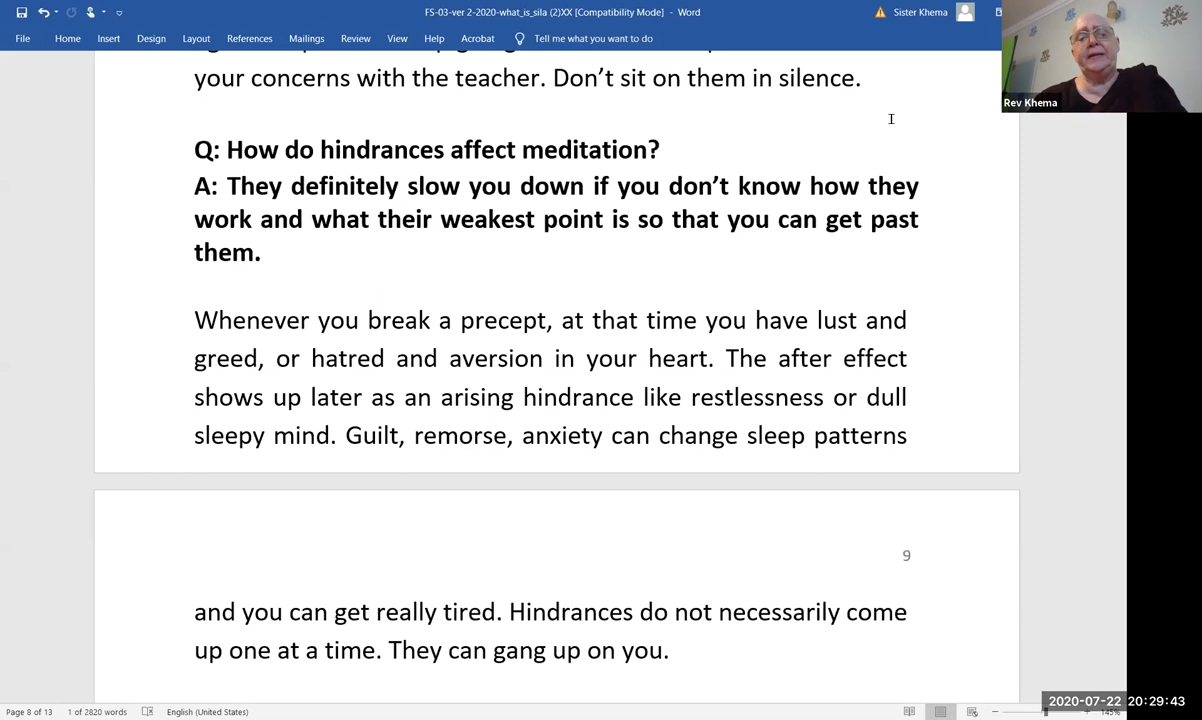 FS-03-ver 2-2020-what_is_sila (2)XX [Compatibility Mode] - Word
Sister Khema
File Home Insert Design Layout References Mailings Review View Help Acrobat Tell me what you want to do
your concerns with the teacher. Don't sit on them in silence.
Rev Khema
Q: How do hindrances affect meditation?
A: They definitely slow you down if you don't know how they
work and what their weakest point is so that you can get past
them.
Whenever you break a precept, at that time you have lust and
greed, or hatred and aversion in your heart. The after effect
shows up later as an arising hindrance like restlessness or dull
sleepy mind. Guilt, remorse, anxiety can change sleep patterns
9
and you can get really tired. Hindrances do not necessarily come
up one at a time. They can gang up on you.
2020-07-22 20:29:43
Page 8 of 13 1 of 2820 words English (United States) 145%